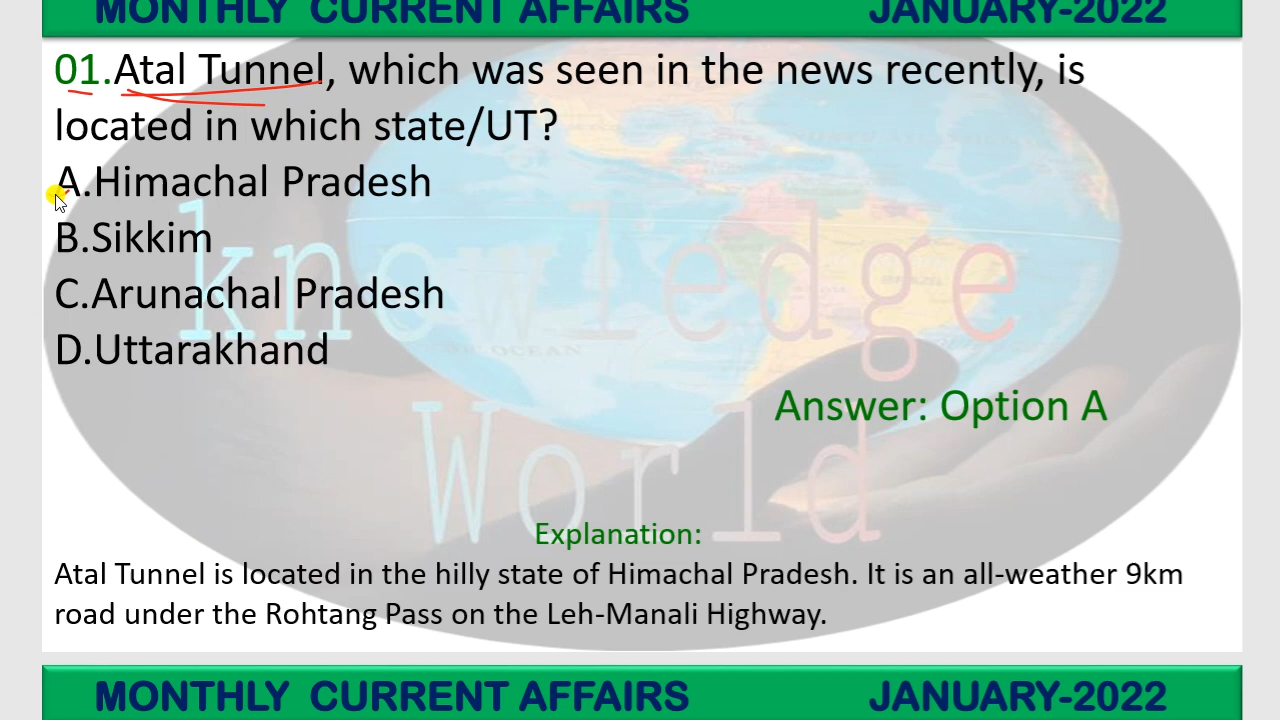 MONTHLY CURRENT AFFAIRS JANUARY-2022
01.Atal Tunnel, which was seen in the news recently, is
located in which state/UT?
A.Himachal Pradesh
B.Sikkim
C.Arunachal Pradesh
D.Uttarakhand
knowledge
World
OCEAN
Answer: Option A
Explanation:
Atal Tunnel is located in the hilly state of Himachal Pradesh. It is an all-weather 9km
road under the Rohtang Pass on the Leh-Manali Highway.
MONTHLY CURRENT AFFAIRS JANUARY-2022